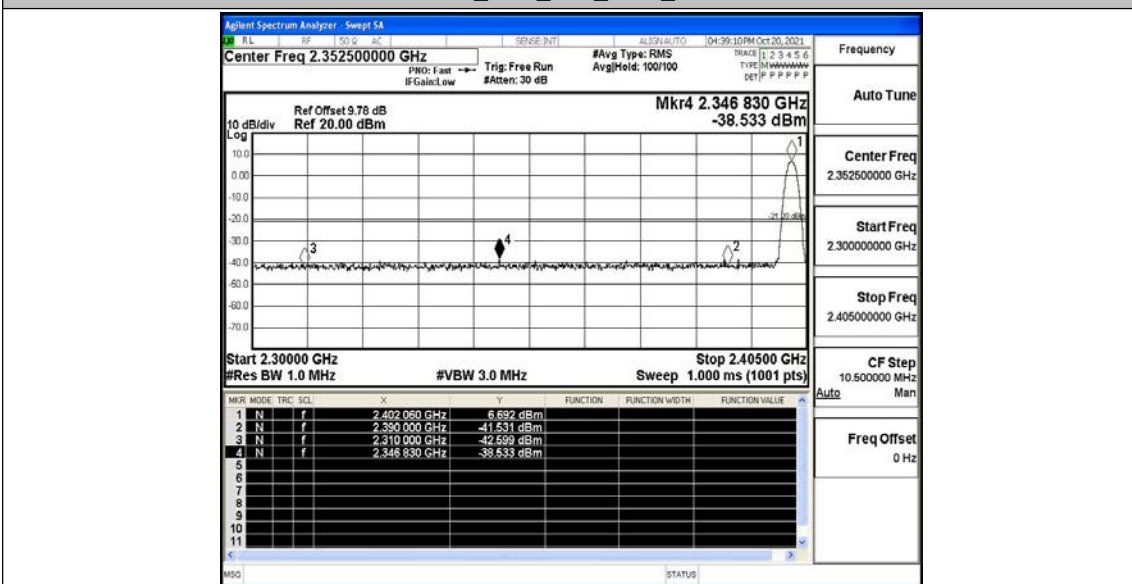 Agilent Spectrum Analyzer - Swept SA
RL RF 50 Ω AC SENSE:INT ALIGNAUTO 04:39:10PM Oct 20, 2021
Center Freq 2.352500000 GHz
PNO: Fast
IFGain:Low
Trig: Free Run
#Atten: 30 dB
#Avg Type: RMS
Avg|Hold: 100/100
TRACE 1 2 3 4 5 6
TYPE M W W W W W
DET P P P P P P
Ref Offset 9.78 dB
Ref 20.00 dBm
10 dB/div
Log
Mkr4 2.346 830 GHz
-38.533 dBm
10.0
0.00
-10.0
-20.0
-30.0
-40.0
-50.0
-60.0
-70.0
1
2
3
4
-21.20 dBm
Start 2.30000 GHz Stop 2.40500 GHz
#Res BW 1.0 MHz #VBW 3.0 MHz Sweep 1.000 ms (1001 pts)
MKR MODE TRC SCL X Y FUNCTION FUNCTION WIDTH FUNCTION VALUE
1 N f 2.402 060 GHz 6.692 dBm
2 N f 2.390 000 GHz -41.531 dBm
3 N f 2.310 000 GHz -42.599 dBm
4 N f 2.346 830 GHz -38.533 dBm
5
6
7
8
9
10
11
MSG STATUS
Frequency
Auto Tune
Center Freq
2.352500000 GHz
Start Freq
2.300000000 GHz
Stop Freq
2.405000000 GHz
CF Step
10.500000 MHz
Auto Man
Freq Offset
0 Hz